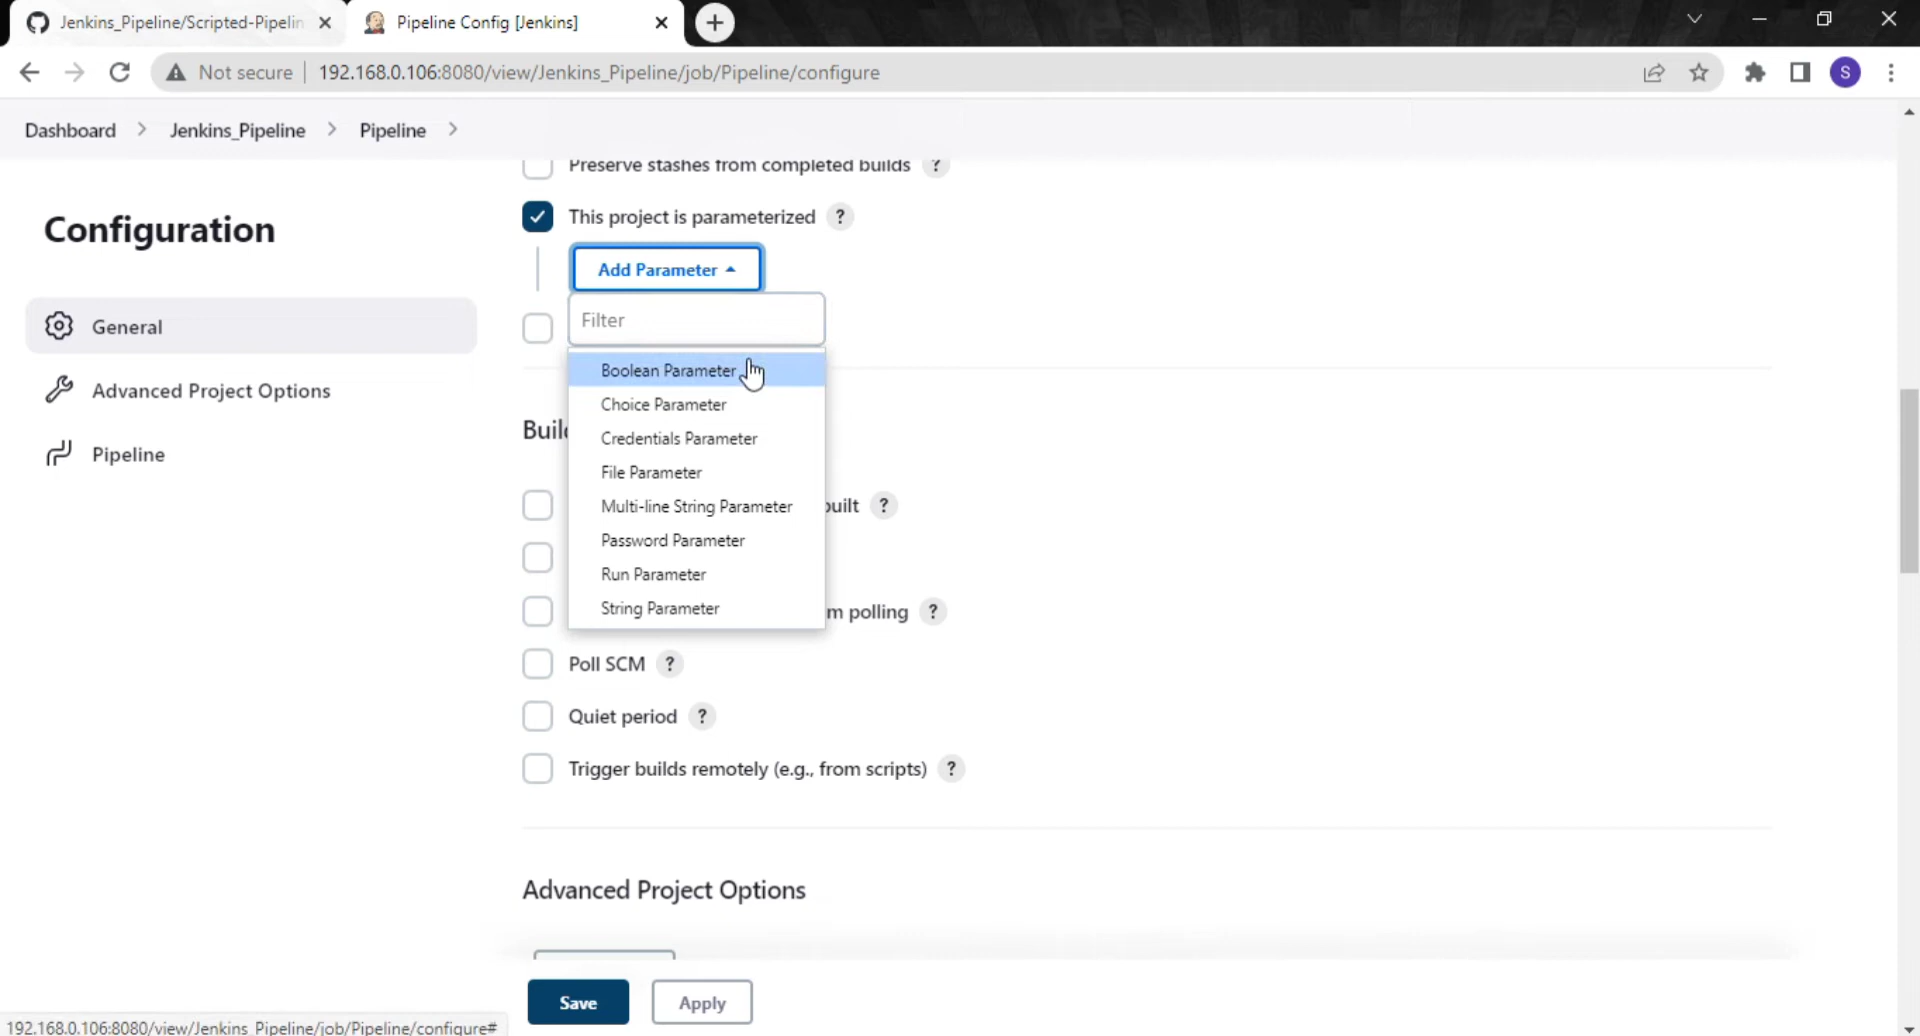 Jenkins_Pipeline/Scripted-Pipelin
Pipeline Config [Jenkins]
Not secure
192.168.0.106:8080/view/Jenkins_Pipeline/job/Pipeline/configure
S
Dashboard
Jenkins_Pipeline
Pipeline
Preserve stashes from completed builds ?
Configuration
This project is parameterized ?
Add Parameter
Filter
General
Boolean Parameter
Advanced Project Options
Choice Parameter
Buil
Credentials Parameter
Pipeline
File Parameter
Multi-line String Parameter
built ?
Password Parameter
Run Parameter
String Parameter
m polling ?
Poll SCM ?
Quiet period ?
Trigger builds remotely (e.g., from scripts) ?
Advanced Project Options
Save
Apply
192.168.0.106:8080/view/Jenkins_Pipeline/job/Pipeline/configure#